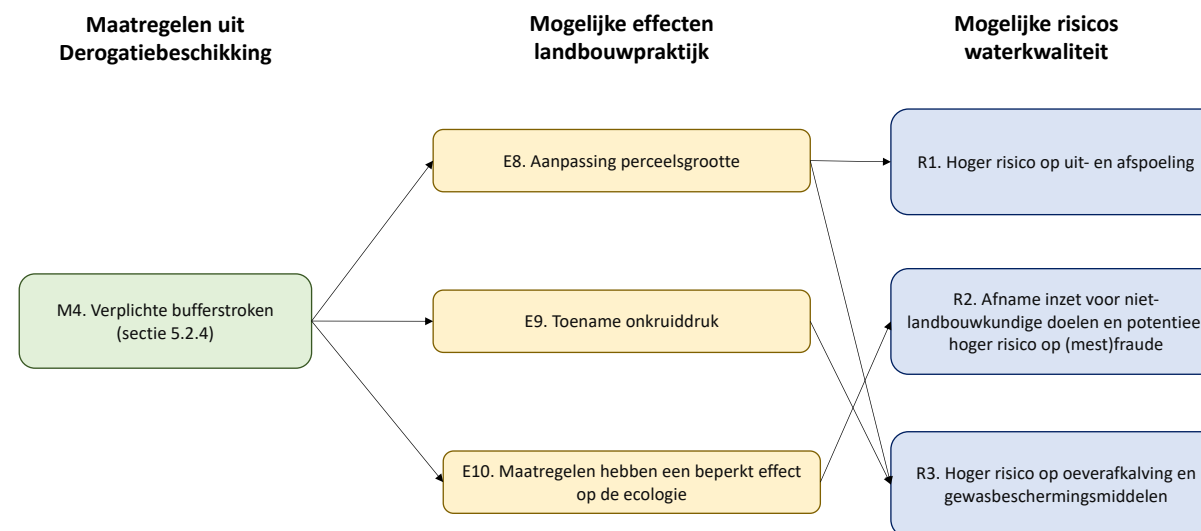 Maatregelen uit
Derogatiebeschikking
Mogelijke effecten
landbouwpraktijk
Mogelijke risicos
waterkwaliteit
E8. Aanpassing perceelsgrootte
R1. Hoger risico op uit- en afspoeling
M4. Verplichte bufferstroken
(sectie 5.2.4)
E9. Toename onkruiddruk
R2. Afname inzet voor niet-
landbouwkundige doelen en potentiee
hoger risico op (mest)fraude
E10. Maatregelen hebben een beperkt effect
op de ecologie
R3. Hoger risico op oeverafkalving en
gewasbeschermingsmiddelen